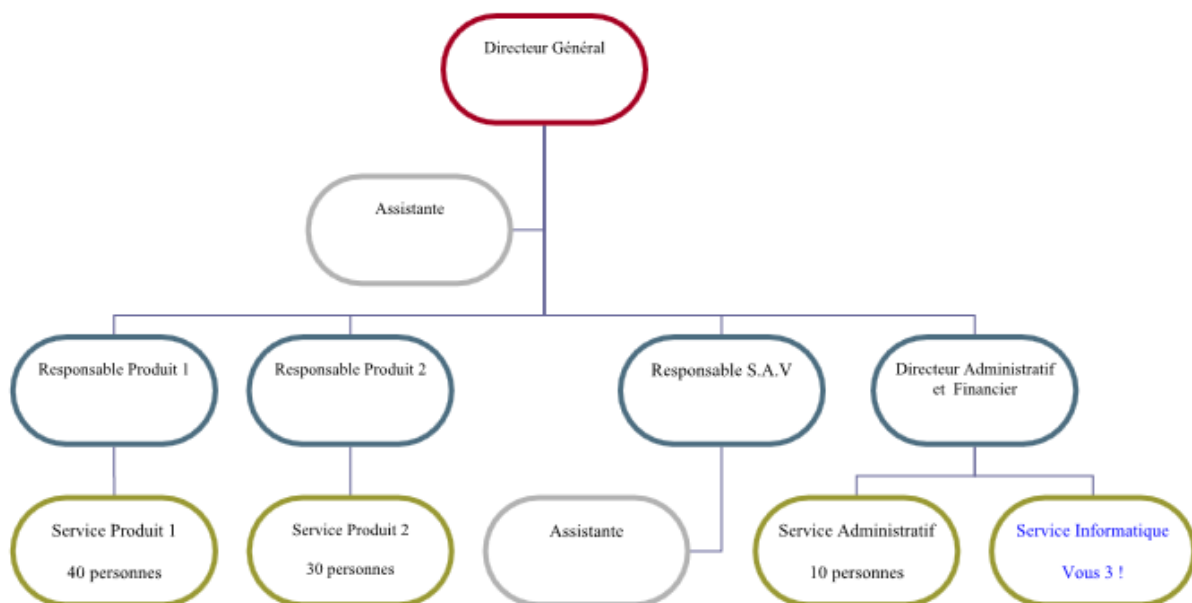 Directeur Général
Assistante
Responsable Produit 1
Responsable Produit 2
Responsable S.A.V
Directeur Administratif
et Financier
Service Produit 1
40 personnes
Service Produit 2
30 personnes
Assistante
Service Administratif
10 personnes
Service Informatique
Vous 3 !